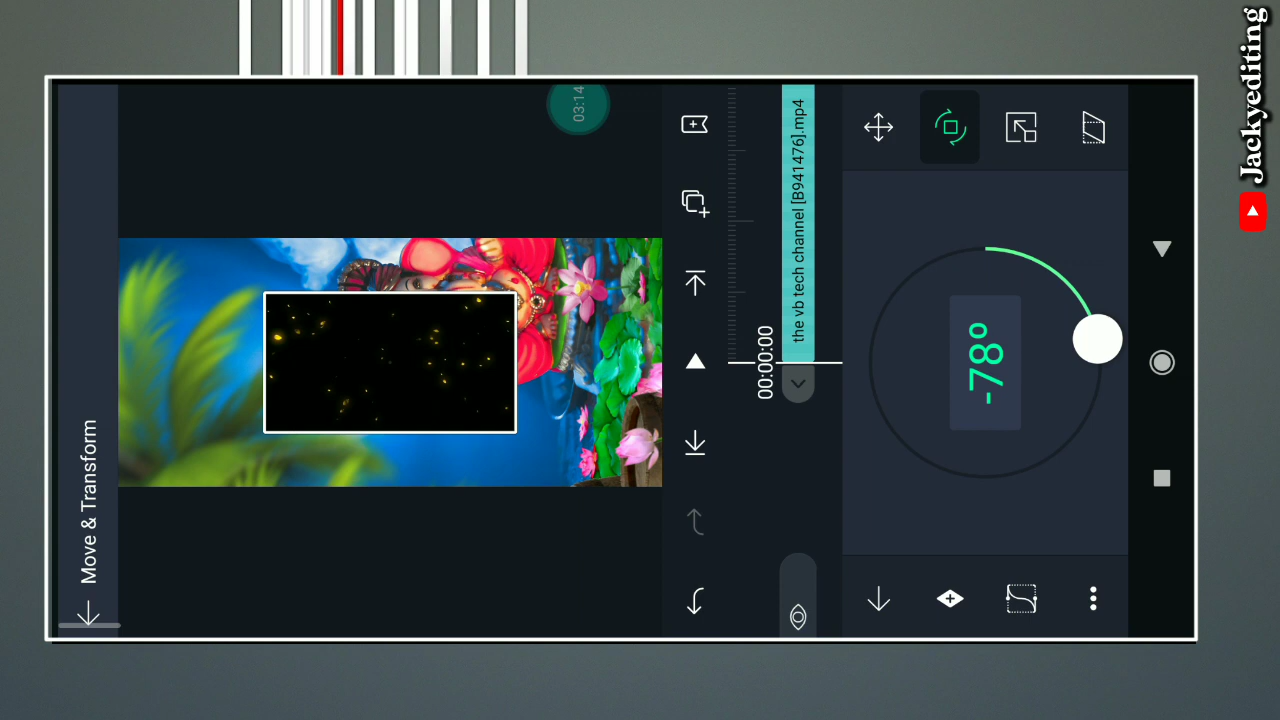 Move & Transform
03:14
00:00:00
the vb tech channel [B941476].mp4
-78°
Jackyediting